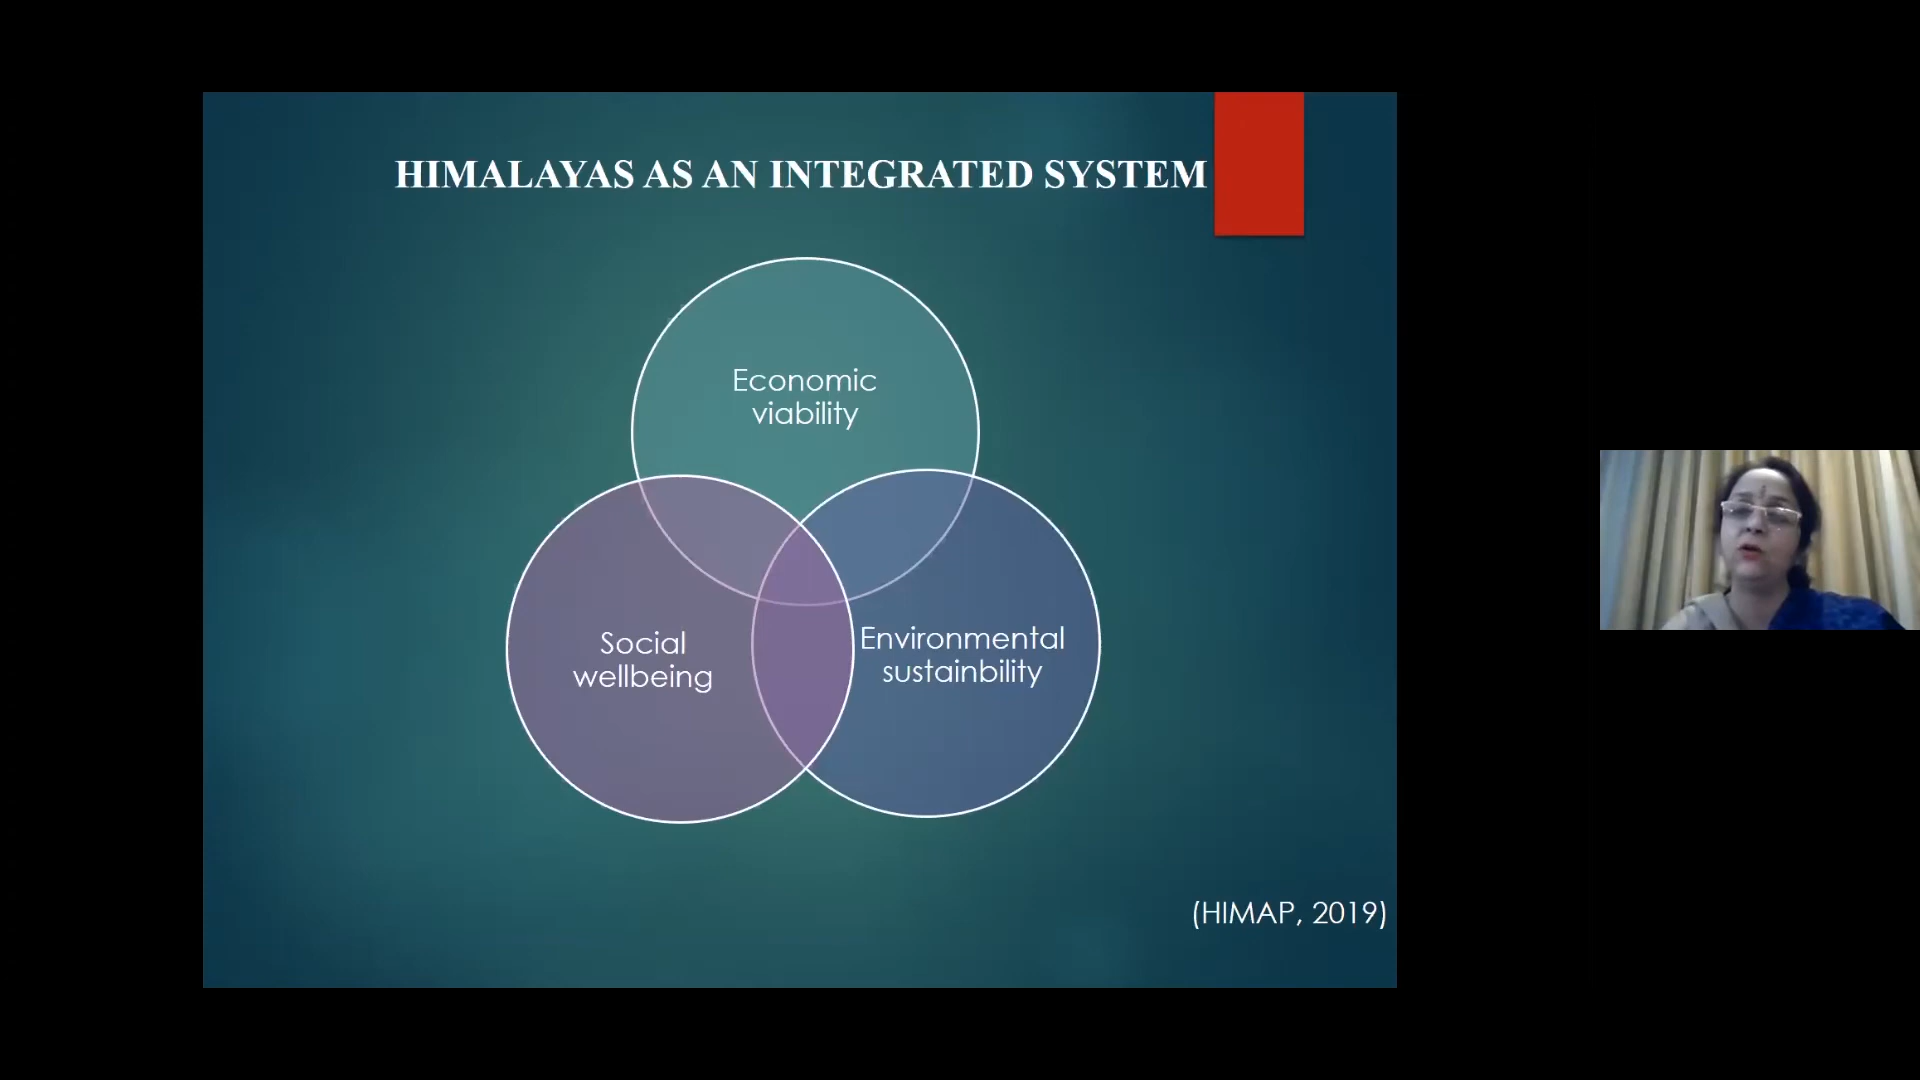 HIMALAYAS AS AN INTEGRATED SYSTEM
Economic
viability
Social
wellbeing
Environmental
sustainbility
(HIMAP, 2019)